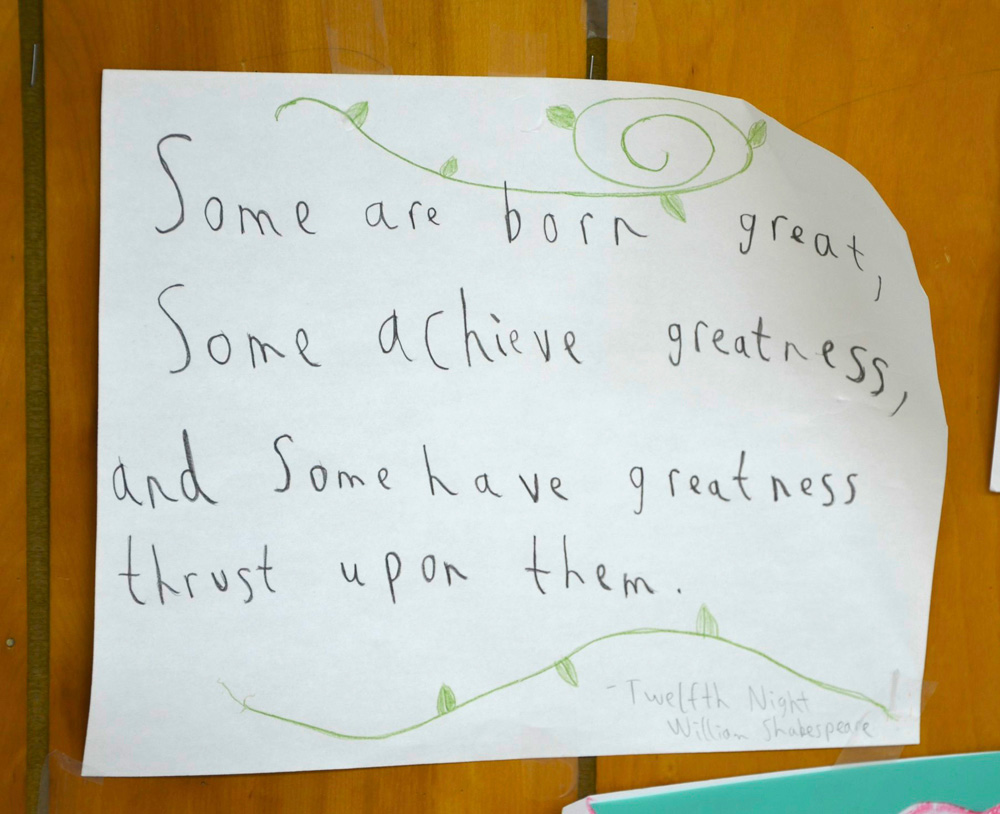 Some are born great,
Some achieve greatness,
and Some have greatness
thrust upon them.
-Twelfth Night
William Shakespeare